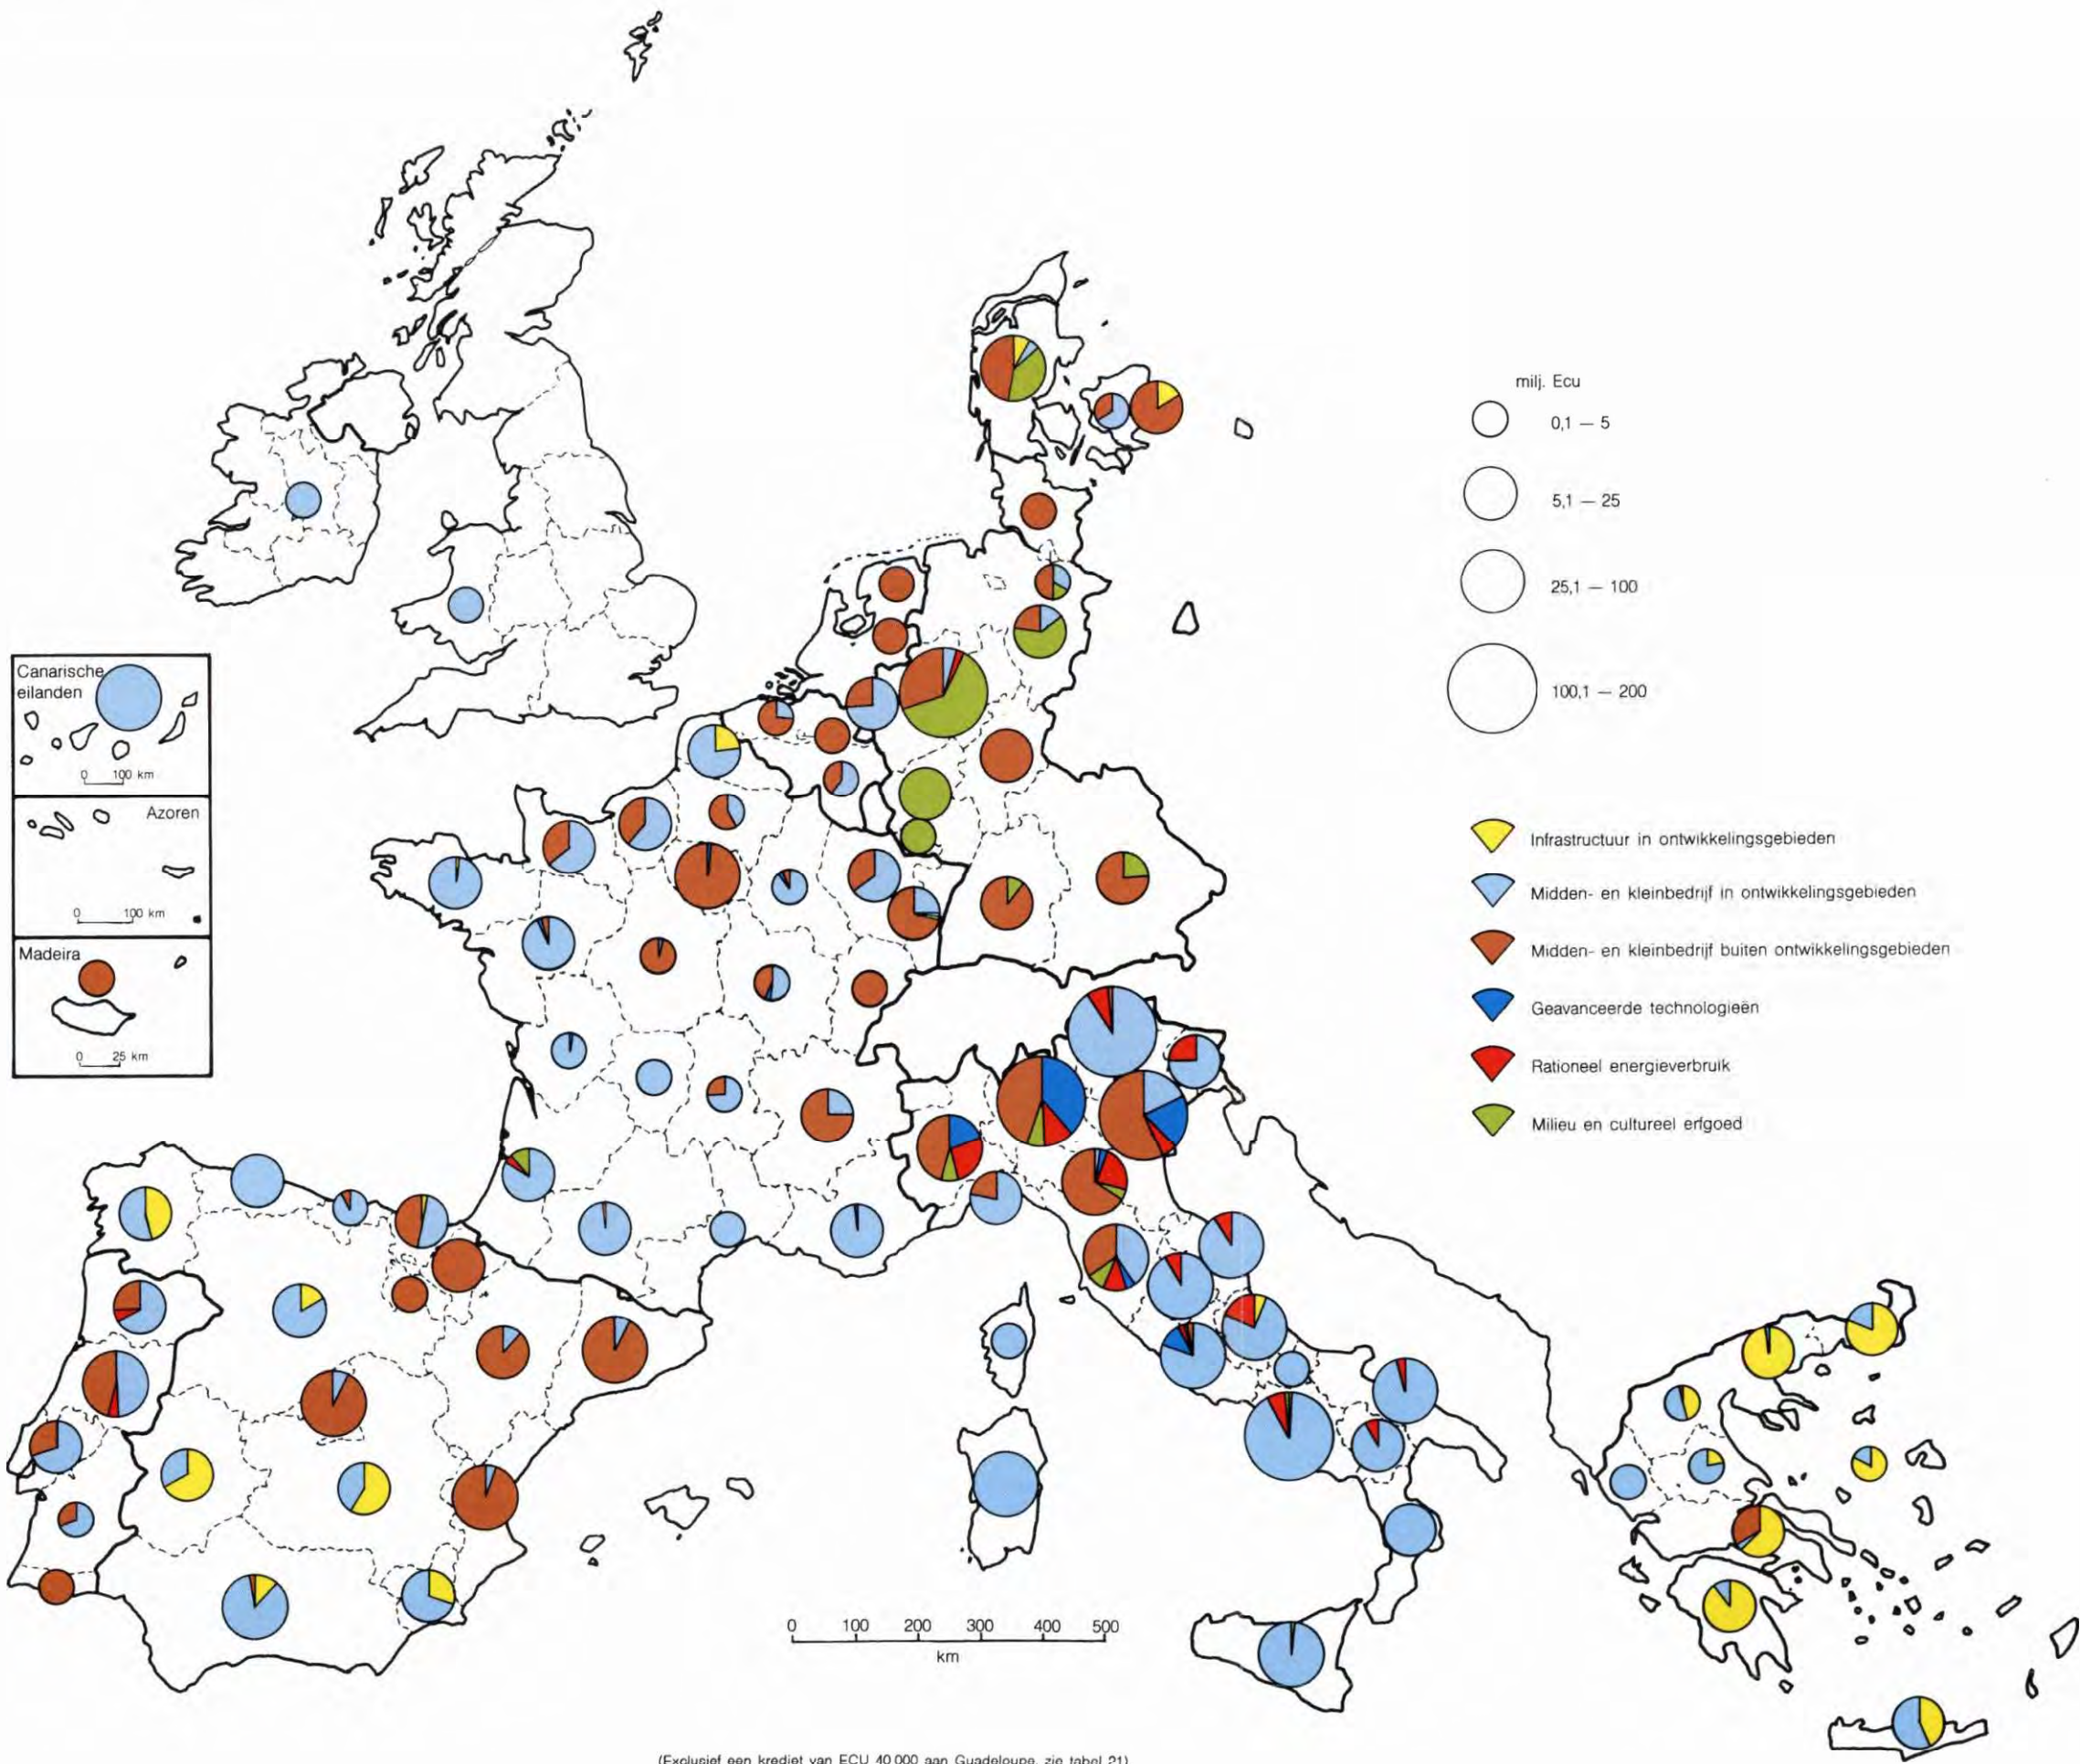 milj. Ecu
0,1 — 5
5,1 — 25
25,1 — 100
100,1 — 200
Canarische
eilanden
0 100 km
Azoren
0 100 km
Madeira
0 25 km
Infrastructuur in ontwikkelingsgebieden
Midden- en kleinbedrijf in ontwikkelingsgebieden
Midden- en kleinbedrijf buiten ontwikkelingsgebieden
Geavanceerde technologieën
Rationeel energieverbruik
Milieu en cultureel erfgoed
0 100 200 300 400 500
km
(Exclusief een krediet van ECU 40 000 aan Guadeloupe, zie tabel 21)